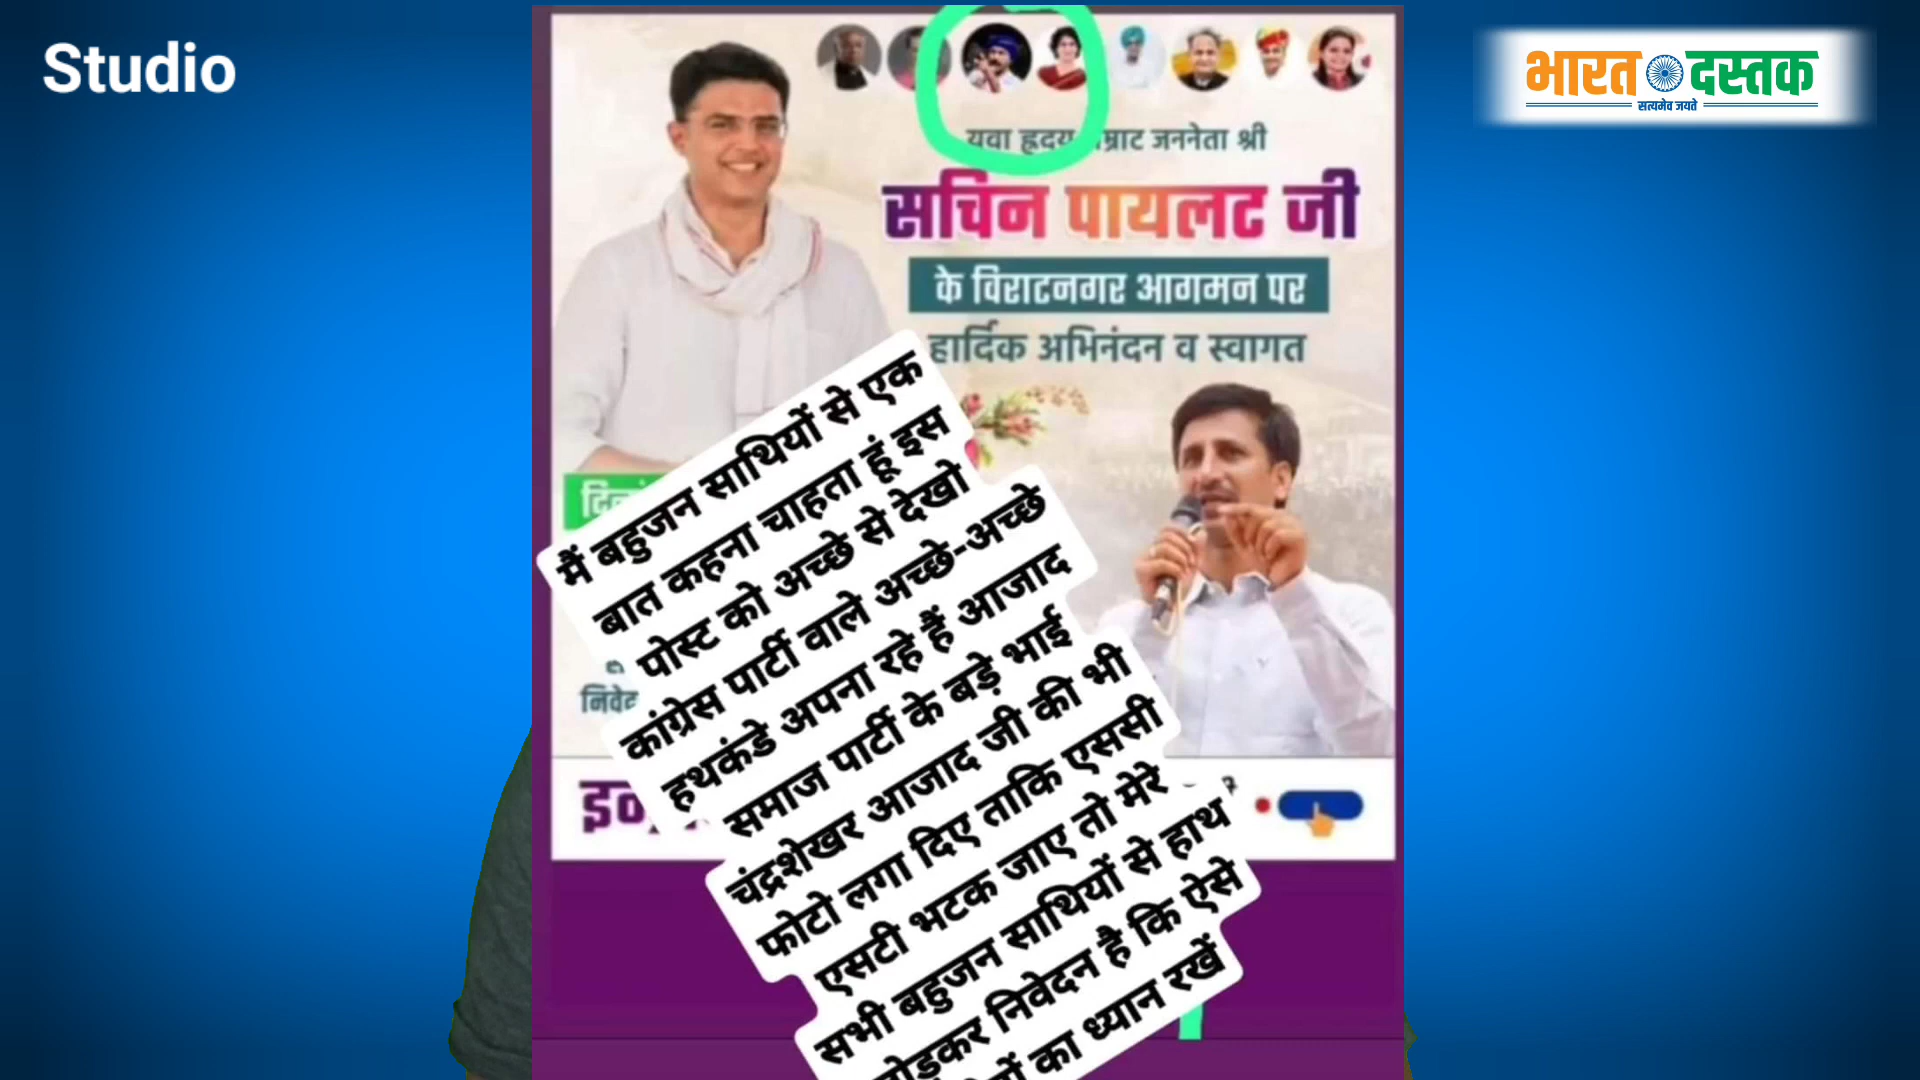 Studio
भारत दस्तक
सत्यमेव जयते
युवा हृदय सम्राट जननेता श्री
सचिन पायलट जी
के विराटनगर आगमन पर
हार्दिक अभिनंदन व स्वागत
मैं बहुजन साथियों से एक
बात कहना चाहता हूं इस
पोस्ट को अच्छे से देखो
कांग्रेस पार्टी वाले अच्छे-अच्छे
हथकंडे अपना रहे हैं आजाद
समाज पार्टी के बड़े भाई
चंद्रशेखर आजाद जी की भी
फोटो लगा दिए ताकि एससी
एसटी भटक जाए तो मेरे
सभी बहुजन साथियों से हाथ
निवेदन है कि ऐसे
का ध्यान रखें